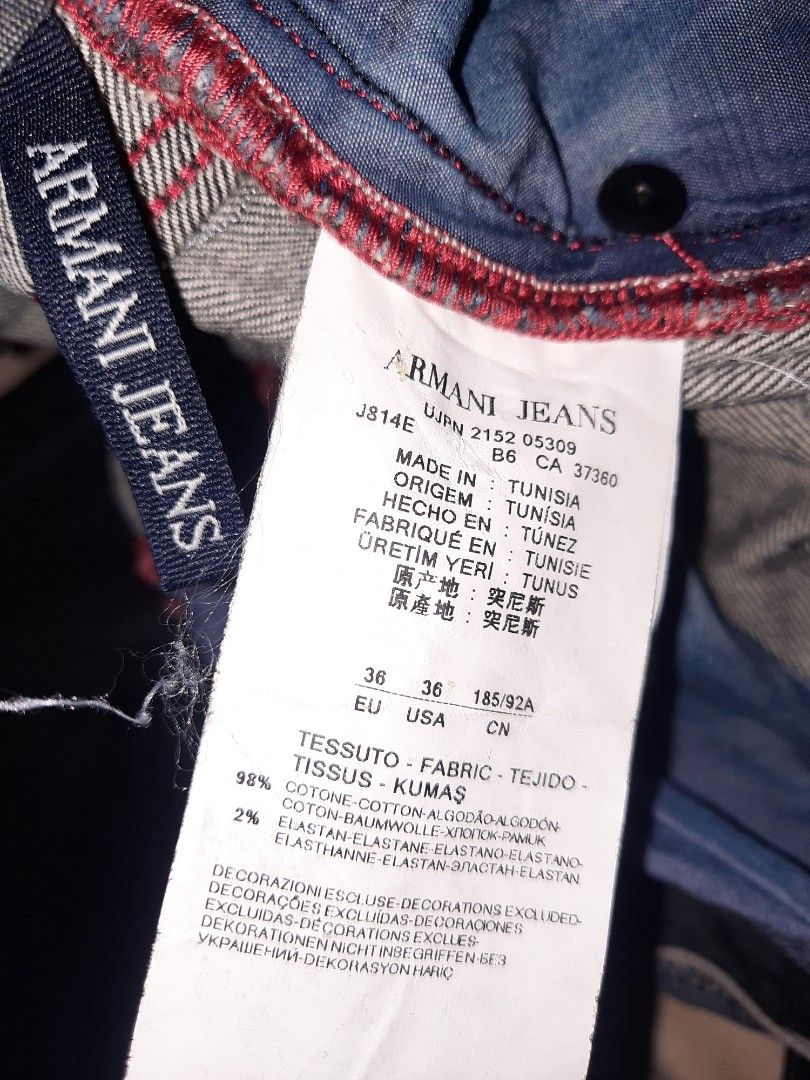 ARMANI JEANS
ARMANI JEANS
J814E UJPN 2152 05309
B6 CA 37360
MADE IN : TUNISIA
ORIGEM : TUNÍSIA
HECHO EN : TÚNEZ
FABRIQUÉ EN : TUNISIE
ÜRETİM YERİ : TUNUS
原产地 : 突尼斯
原產地 : 突尼斯
36 36 185/92A
EU USA CN
TESSUTO - FABRIC - TEJIDO -
TISSUS - KUMAŞ
98% COTONE-COTTON-ALGODÃO-ALGODÓN-
COTON-BAUMWOLLE-ХЛОПОК-PAMUK
2% ELASTAN-ELASTANE-ELASTANO-ELASTANO-
ELASTHANNE-ELASTAN-ЭЛАСТАН-ELASTAN
DECORAZIONI ESCLUSE-DECORATIONS EXCLUDED-
DECORAÇÕES EXCLUÍDAS-DECORACIONES
EXCLUIDAS-DÉCORATIONS EXCLUES-
DEKORATIONEN NICHT INBEGRIFFEN-БЕЗ
УКРАШЕНИЙ-DEKORASYON HARİÇ